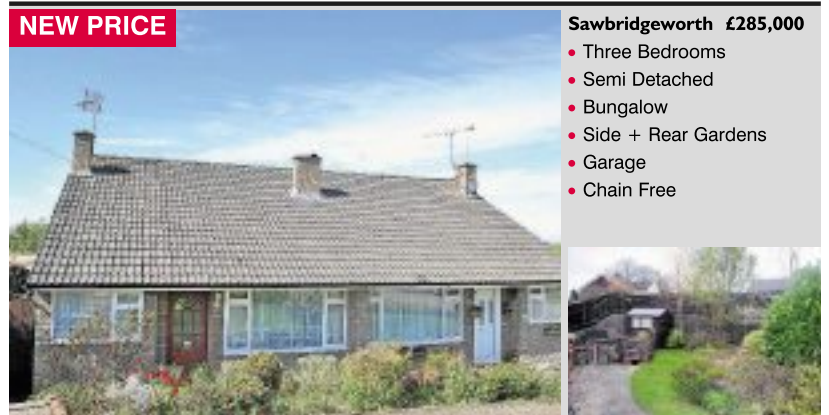 NEW PRICE
Sawbridgeworth £285,000
• Three Bedrooms
• Semi Detached
• Bungalow
• Side + Rear Gardens
• Garage
• Chain Free